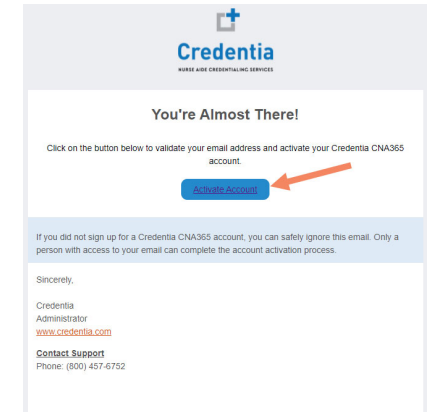 Credentia
NURSE AIDE CREDENTIALING SERVICES
You're Almost There!
Click on the button below to validate your email address and activate your Credentia CNA365
account.
Activate Account
If you did not sign up for a Credentia CNA365 account, you can safely ignore this email. Only a
person with access to your email can complete the account activation process.
Sincerely,
Credentia
Administrator
www.credentia.com
Contact Support
Phone: (800) 457-6752